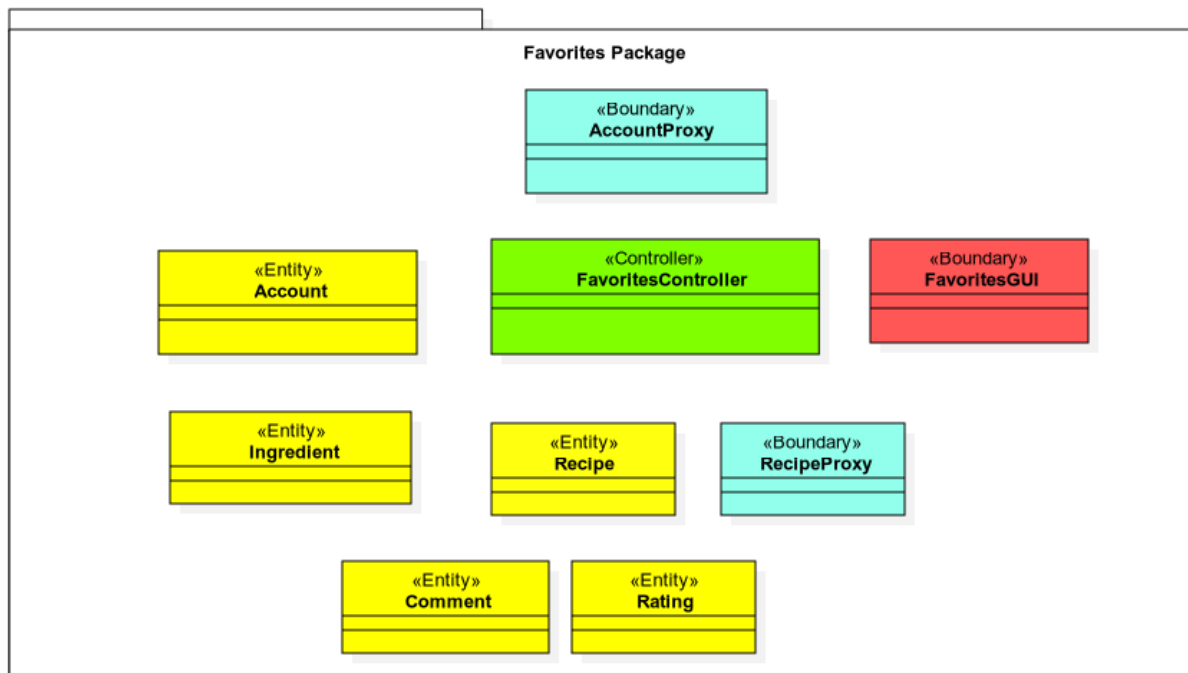 Favorites Package
«Boundary»
AccountProxy
«Entity»
Account
«Controller»
FavoritesController
«Boundary»
FavoritesGUI
«Entity»
Ingredient
«Entity»
Recipe
«Boundary»
RecipeProxy
«Entity»
Comment
«Entity»
Rating